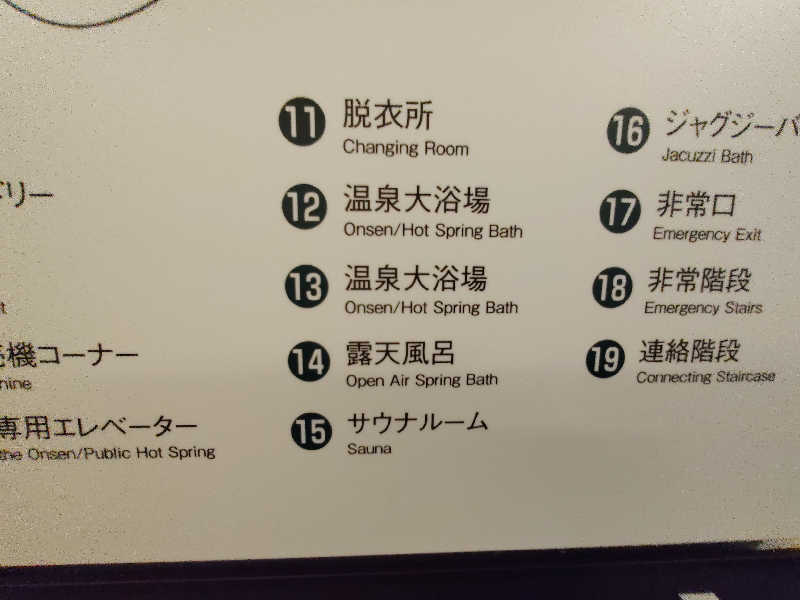 リー
機コーナー
専用エレベーター
the Onsen/Public Hot Spring
11 脱衣所
Changing Room
12 温泉大浴場
Onsen/Hot Spring Bath
13 温泉大浴場
Onsen/Hot Spring Bath
14 露天風呂
Open Air Spring Bath
15 サウナルーム
Sauna
16 ジャグジーバ
Jacuzzi Bath
17 非常口
Emergency Exit
18 非常階段
Emergency Stairs
19 連絡階段
Connecting Staircase